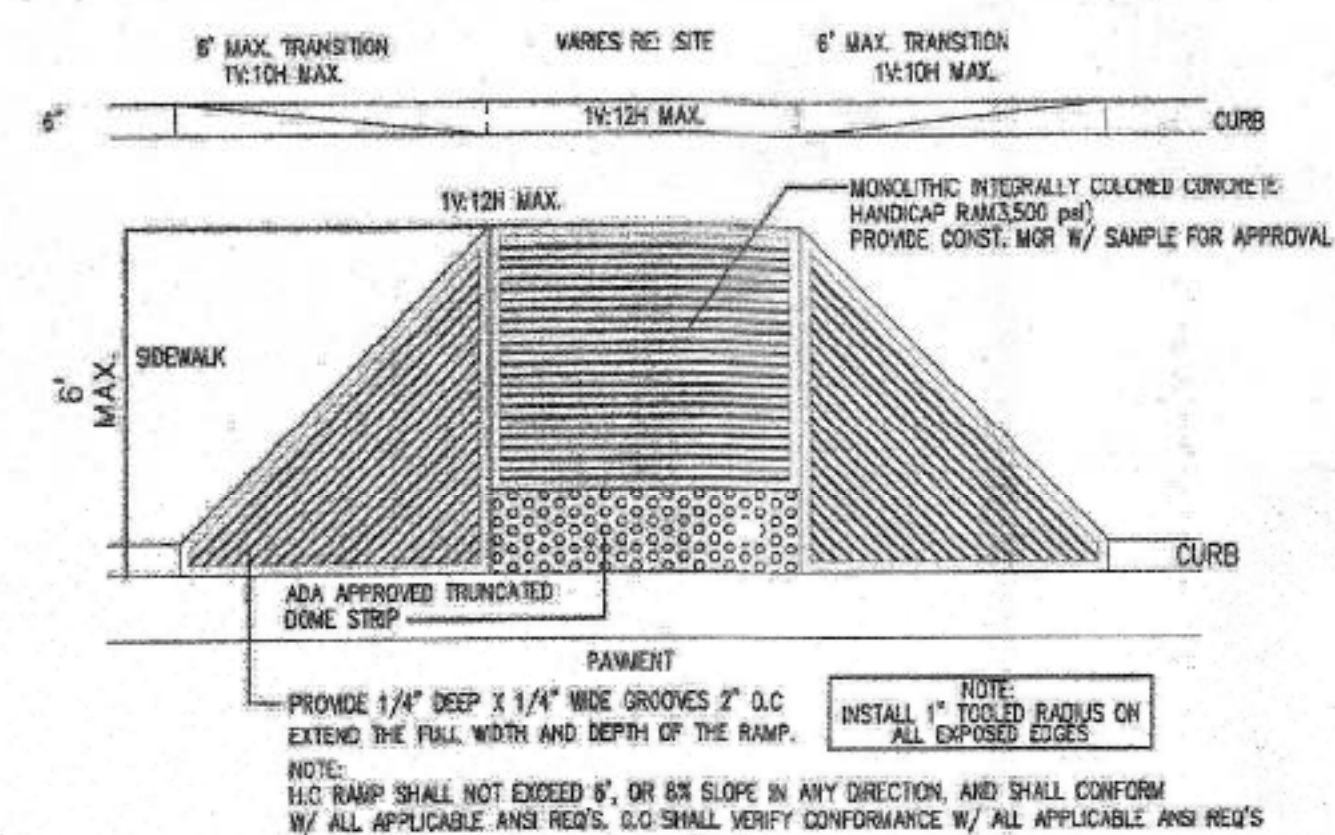 6' MAX. TRANSITION
1V:10H MAX.
VARIES RE: SITE
6' MAX. TRANSITION
1V:10H MAX.
6"
1V:12H MAX.
CURB
1V:12H MAX.
MONOLITHIC INTEGRALLY COLORED CONCRETE
HANDICAP RAM3,500 psi)
PROVIDE CONST. MGR W/ SAMPLE FOR APPROVAL
6'
MAX.
SIDEWALK
CURB
ADA APPROVED TRUNCATED
DOME STRIP
PAVMENT
PROVIDE 1/4" DEEP X 1/4" WIDE GROOVES 2" O.C
EXTEND THE FULL WIDTH AND DEPTH OF THE RAMP.
NOTE:
INSTALL 1" TOOLED RADIUS ON
ALL EXPOSED EDGES
NOTE:
H.C RAMP SHALL NOT EXCEED 6', OR 8% SLOPE IN ANY DIRECTION, AND SHALL CONFORM
W/ ALL APPLICABLE ANSI REQ'S. G.C SHALL VERIFY CONFORMANCE W/ ALL APPLICABLE ANSI REQ'S